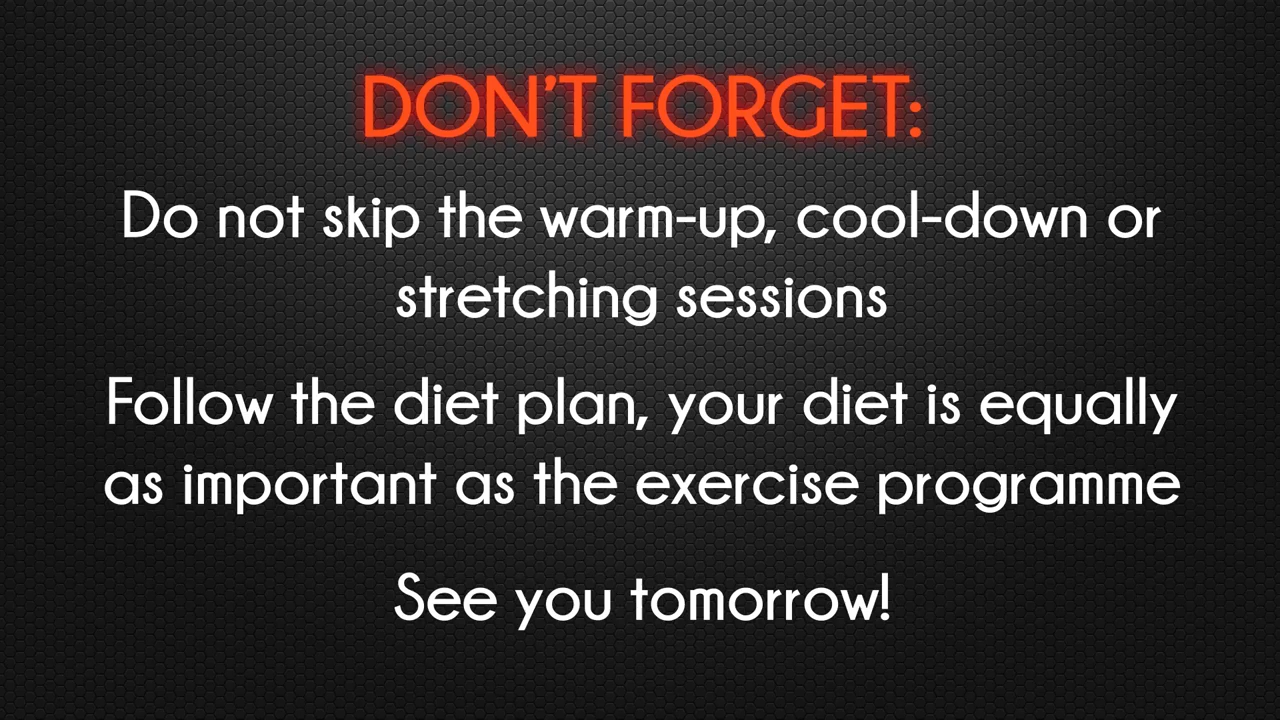 DON'T FORGET:
Do not skip the warm-up, cool-down or
stretching sessions
Follow the diet plan, your diet is equally
as important as the exercise programme
See you tomorrow!